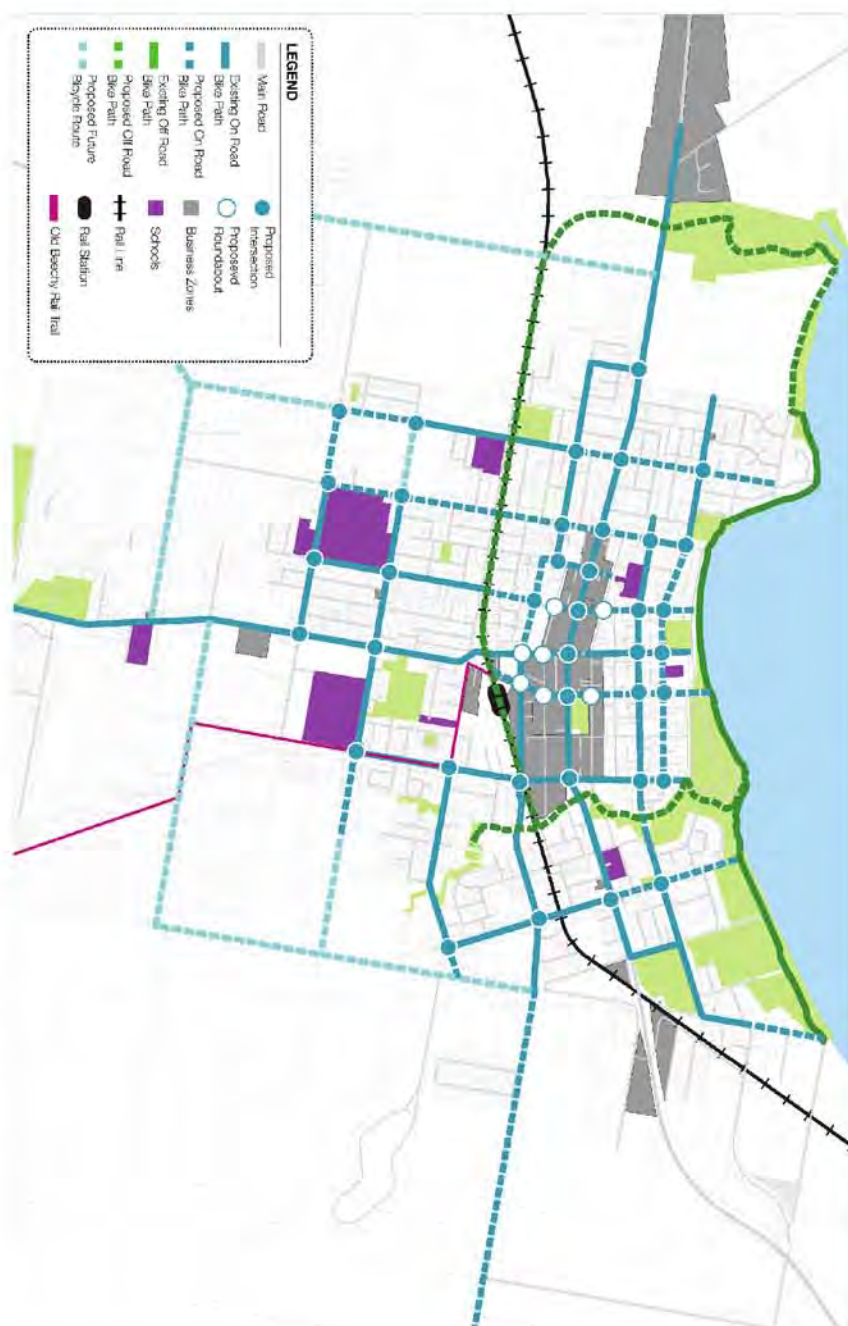 LEGEND
Main Road
Existing On Road
Bike Path
Proposed On Road
Bike Path
Existing Off Road
Bike Path
Proposed Off Road
Bike Path
Proposed Future
Bicycle Route
Proposed
Intersection
Proposevd
Roundabout
Business Zones
Schools
Rail Line
Rail Station
Old Beechy Rail Trail